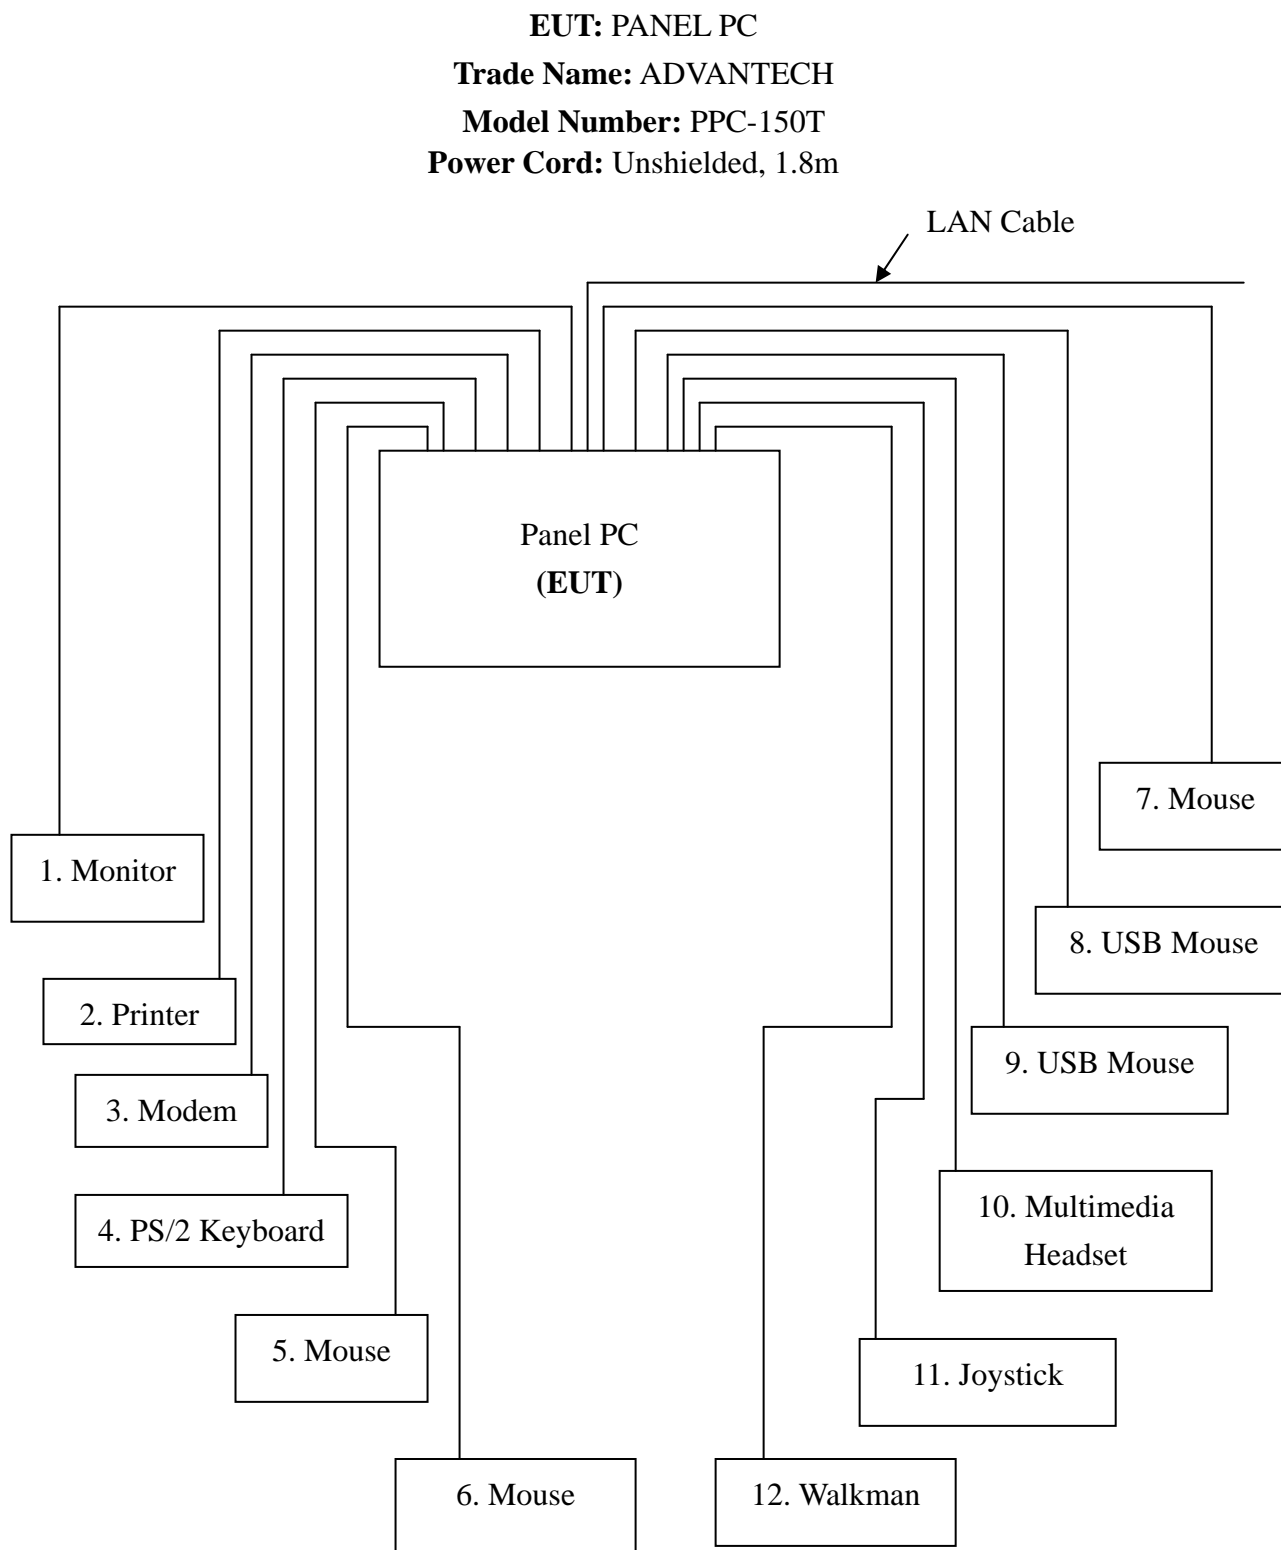 EUT: PANEL PC
Trade Name: ADVANTECH
Model Number: PPC-150T
Power Cord: Unshielded, 1.8m
LAN Cable
Panel PC
(EUT)
1. Monitor
2. Printer
3. Modem
4. PS/2 Keyboard
5. Mouse
6. Mouse
7. Mouse
8. USB Mouse
9. USB Mouse
10. Multimedia
Headset
11. Joystick
12. Walkman